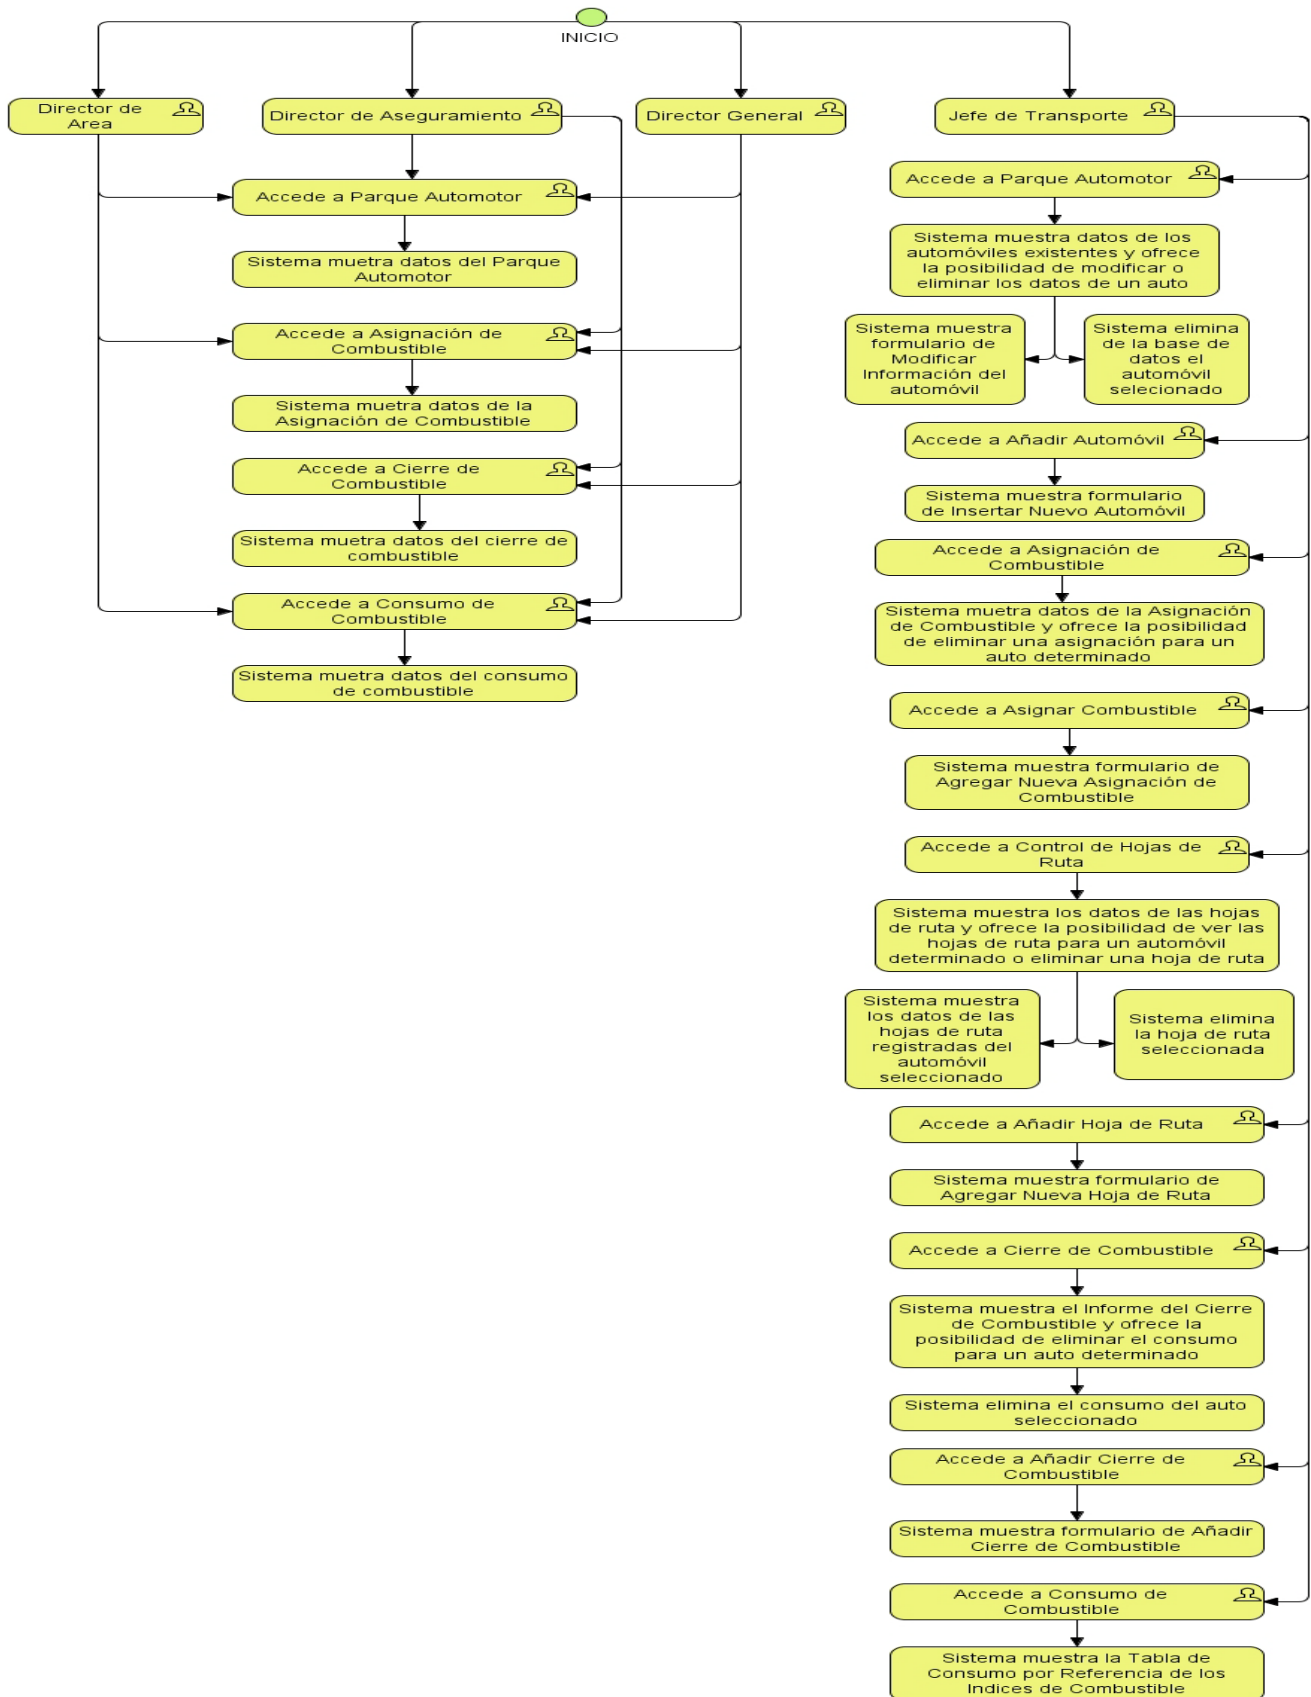 INICIO
Director de
Area
Director de Aseguramiento
Director General
Jefe de Transporte
Accede a Parque Automotor
Sistema muetra datos del Parque
Automotor
Accede a Asignación de
Combustible
Sistema muetra datos de la
Asignación de Combustible
Accede a Cierre de
Combustible
Sistema muetra datos del cierre de
combustible
Accede a Consumo de
Combustible
Sistema muetra datos del consumo
de combustible
Accede a Parque Automotor
Sistema muestra datos de los
automóviles existentes y ofrece
la posibilidad de modificar o
eliminar los datos de un auto
Sistema muestra
formulario de
Modificar
Información del
automóvil
Sistema elimina
de la base de
datos el
automóvil
selecionado
Accede a Añadir Automóvil
Sistema muestra formulario
de Insertar Nuevo Automóvil
Accede a Asignación de
Combustible
Sistema muetra datos de la Asignación
de Combustible y ofrece la posibilidad
de eliminar una asignación para un
auto determinado
Accede a Asignar Combustible
Sistema muestra formulario de
Agregar Nueva Asignación de
Combustible
Accede a Control de Hojas de
Ruta
Sistema muestra los datos de las hojas
de ruta y ofrece la posibilidad de ver las
hojas de ruta para un automóvil
determinado o eliminar una hoja de ruta
Sistema muestra
los datos de las
hojas de ruta
registradas del
automóvil
seleccionado
Sistema elimina
la hoja de ruta
seleccionada
Accede a Añadir Hoja de Ruta
Sistema muestra formulario de
Agregar Nueva Hoja de Ruta
Accede a Cierre de Combustible
Sistema muestra el Informe del Cierre
de Combustible y ofrece la
posibilidad de eliminar el consumo
para un auto determinado
Sistema elimina el consumo del auto
seleccionado
Accede a Añadir Cierre de
Combustible
Sistema muestra formulario de Añadir
Cierre de Combustible
Accede a Consumo de
Combustible
Sistema muestra la Tabla de
Consumo por Referencia de los
Indices de Combustible